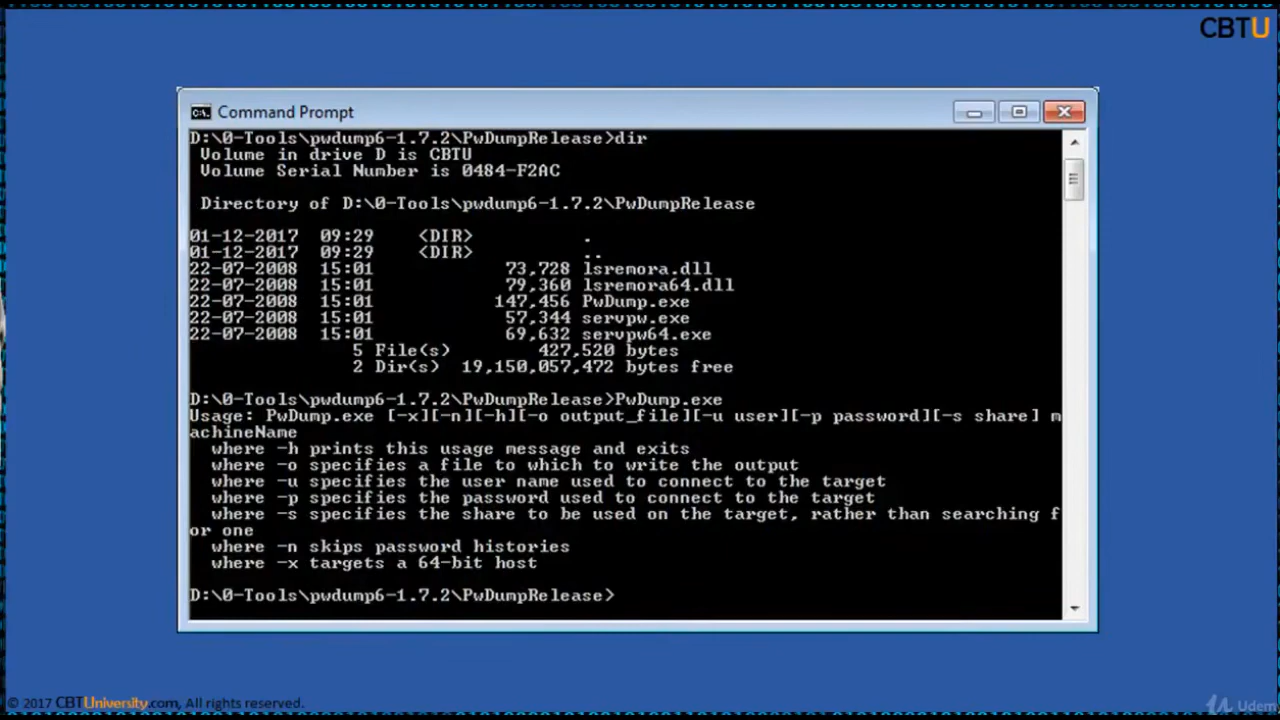 CBTU
Command Prompt
D:\0-Tools\pwdump6-1.7.2\PwDumpRelease>dir
Volume in drive D is CBTU
Volume Serial Number is 0484-F2AC
Directory of D:\0-Tools\pwdump6-1.7.2\PwDumpRelease
01-12-2017  09:29    <DIR>          .
01-12-2017  09:29    <DIR>          ..
22-07-2008  15:01            73,728 lsremora.dll
22-07-2008  15:01            79,360 lsremora64.dll
22-07-2008  15:01           147,456 PwDump.exe
22-07-2008  15:01            57,344 servpw.exe
22-07-2008  15:01            69,632 servpw64.exe
5 File(s)        427,520 bytes
2 Dir(s)  19,150,057,472 bytes free
D:\0-Tools\pwdump6-1.7.2\PwDumpRelease>PwDump.exe
Usage: PwDump.exe [-x][-n][-h][-o output_file][-u user][-p password][-s share] m
achineName
where -h prints this usage message and exits
where -o specifies a file to which to write the output
where -u specifies the user name used to connect to the target
where -p specifies the password used to connect to the target
where -s specifies the share to be used on the target, rather than searching f
or one
where -n skips password histories
where -x targets a 64-bit host
D:\0-Tools\pwdump6-1.7.2\PwDumpRelease>
© 2017 CBTUniversity.com, All rights reserved.
Udem